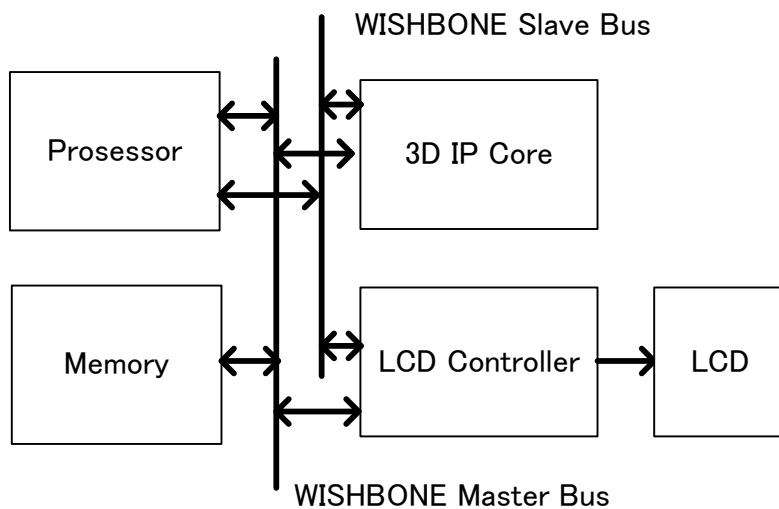 WISHBONE Slave Bus
Prosessor
3D IP Core
Memory
LCD Controller
LCD
WISHBONE Master Bus